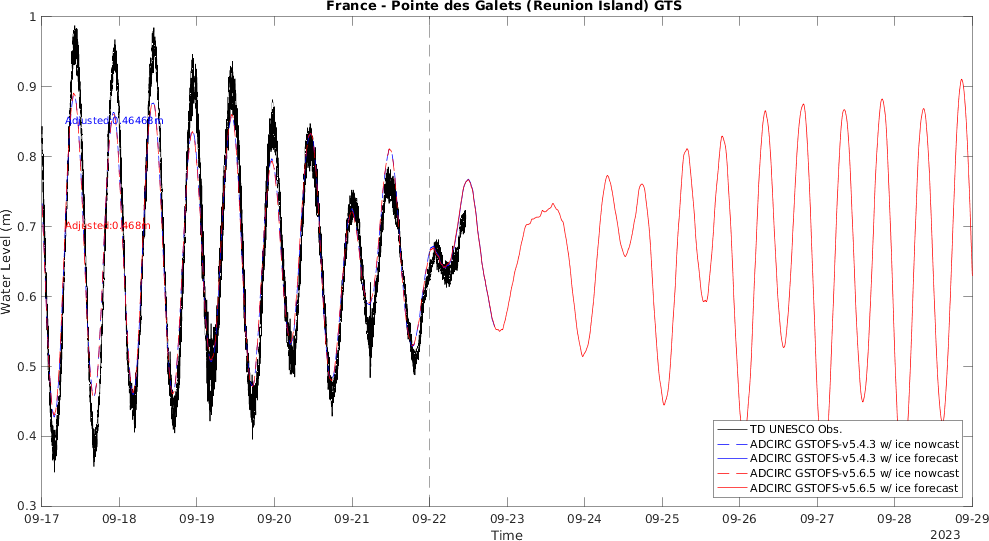 France - Pointe des Galets (Reunion Island) GTS
1
0.9
0.8
0.7
0.6
0.5
0.4
0.3
Water Level (m)
Adjusted:0.46468m
Adjusted:0.468m
TD UNESCO Obs.
ADCIRC GSTOFS-v5.4.3 w/ ice nowcast
ADCIRC GSTOFS-v5.4.3 w/ ice forecast
ADCIRC GSTOFS-v5.6.5 w/ ice nowcast
ADCIRC GSTOFS-v5.6.5 w/ ice forecast
09-17 09-18 09-19 09-20 09-21 09-22 09-23 09-24 09-25 09-26 09-27 09-28 09-29
Time
2023